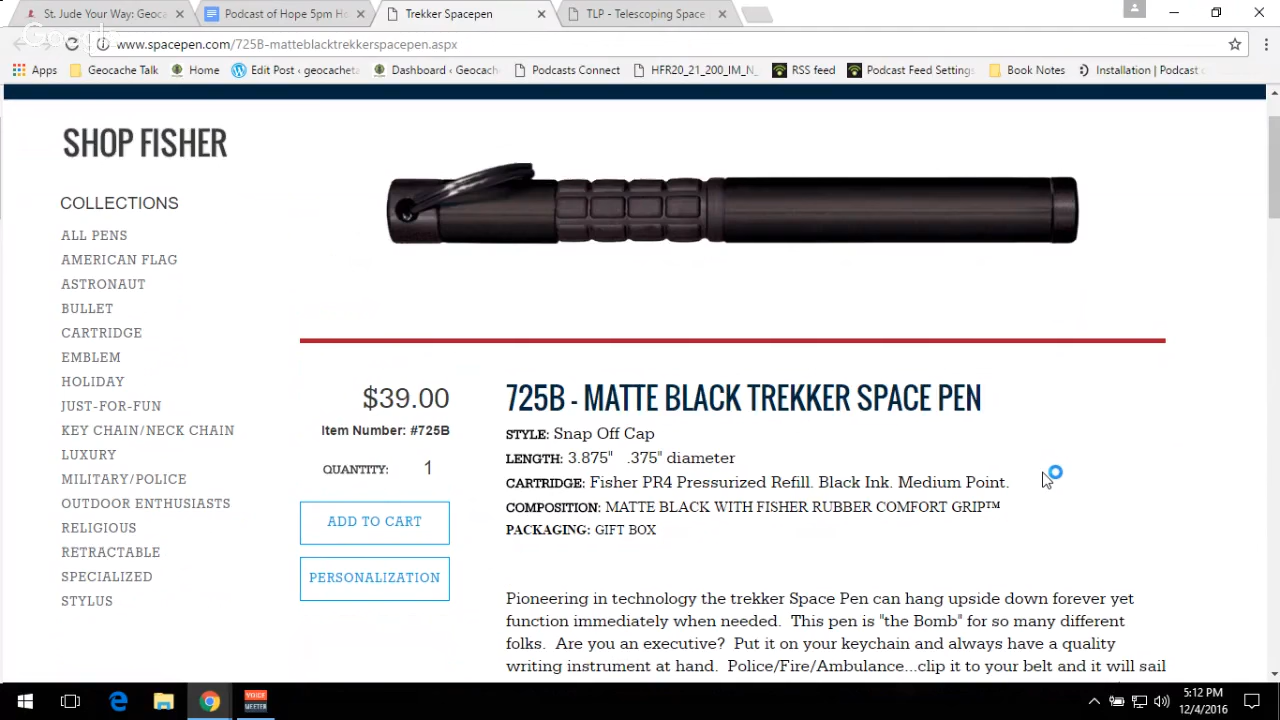 St. Jude Your Way: Geoca
Podcast of Hope 5pm H
Trekker Spacepen
TLP - Telescoping Space
Google
www.spacepen.com/725B-matteblacktrekkerspacepen.aspx
Apps
Geocache Talk
Home
Edit Post ‹ geocacheta
Dashboard ‹ Geocach
Podcasts Connect
HFR20_21_200_IM_N_
RSS feed
Podcast Feed Settings
Book Notes
Installation | Podcast c
SHOP FISHER
COLLECTIONS
ALL PENS
AMERICAN FLAG
ASTRONAUT
BULLET
CARTRIDGE
EMBLEM
HOLIDAY
JUST-FOR-FUN
KEY CHAIN/NECK CHAIN
LUXURY
MILITARY/POLICE
OUTDOOR ENTHUSIASTS
RELIGIOUS
RETRACTABLE
SPECIALIZED
STYLUS
$39.00
Item Number: #725B
QUANTITY: 1
ADD TO CART
PERSONALIZATION
725B - MATTE BLACK TREKKER SPACE PEN
STYLE: Snap Off Cap
LENGTH: 3.875" .375" diameter
CARTRIDGE: Fisher PR4 Pressurized Refill. Black Ink. Medium Point.
COMPOSITION: MATTE BLACK WITH FISHER RUBBER COMFORT GRIP™
PACKAGING: GIFT BOX
Pioneering in technology the trekker Space Pen can hang upside down forever yet
function immediately when needed. This pen is "the Bomb" for so many different
folks. Are you an executive? Put it on your keychain and always have a quality
writing instrument at hand. Police/Fire/Ambulance...clip it to your belt and it will sail
VOICE
MEETER
5:12 PM
12/4/2016